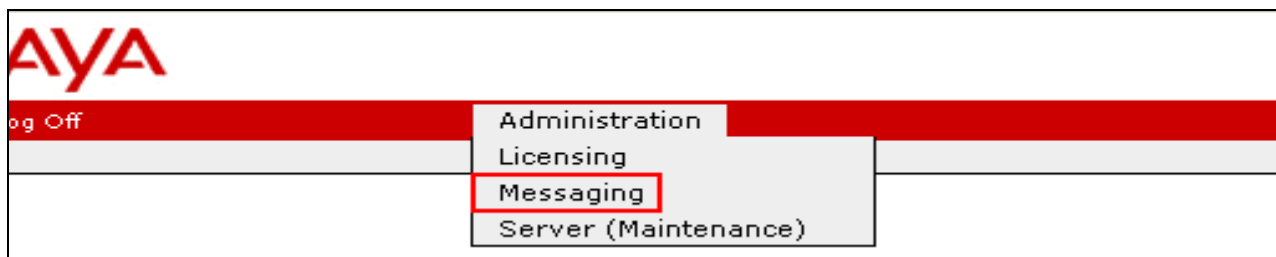 AYA
og Off
Administration
Licensing
Messaging
Server (Maintenance)